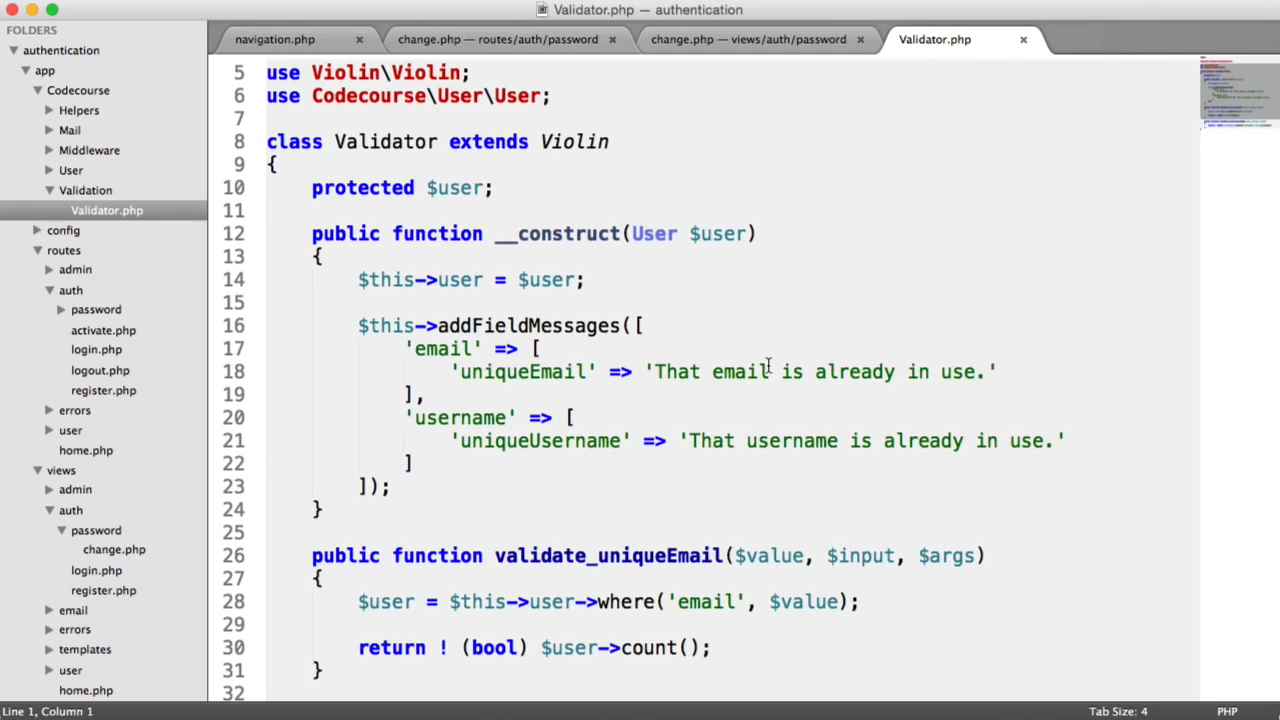 Validator.php — authentication
FOLDERS
authentication
app
Codecourse
Helpers
Mail
Middleware
User
Validation
Validator.php
config
routes
admin
auth
password
activate.php
login.php
logout.php
register.php
errors
user
home.php
views
admin
auth
password
change.php
login.php
register.php
email
errors
templates
user
home.php
navigation.php ×
change.php — routes/auth/password ×
change.php — views/auth/password ×
Validator.php ×
5 use Violin\Violin;
6 use Codecourse\User\User;
7
8 class Validator extends Violin
9 {
10 protected $user;
11
12 public function __construct(User $user)
13 {
14 $this->user = $user;
15
16 $this->addFieldMessages([
17 'email' => [
18 'uniqueEmail' => 'That email is already in use.'
19 ],
20 'username' => [
21 'uniqueUsername' => 'That username is already in use.'
22 ]
23 ]);
24 }
25
26 public function validate_uniqueEmail($value, $input, $args)
27 {
28 $user = $this->user->where('email', $value);
29
30 return ! (bool) $user->count();
31 }
32
Line 1, Column 1
Tab Size: 4
PHP